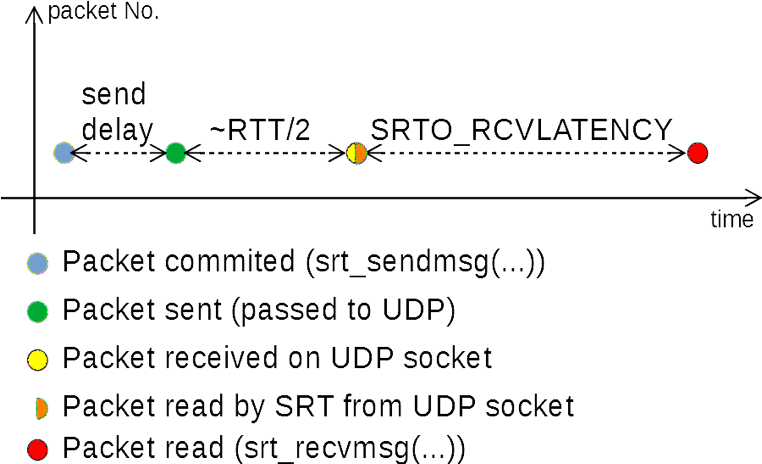 packet No.
send
delay
~RTT/2
SRTO_RCVLATENCY
time
Packet commited (srt_sendmsg(...))
Packet sent (passed to UDP)
Packet received on UDP socket
Packet read by SRT from UDP socket
Packet read (srt_recvmsg(...))